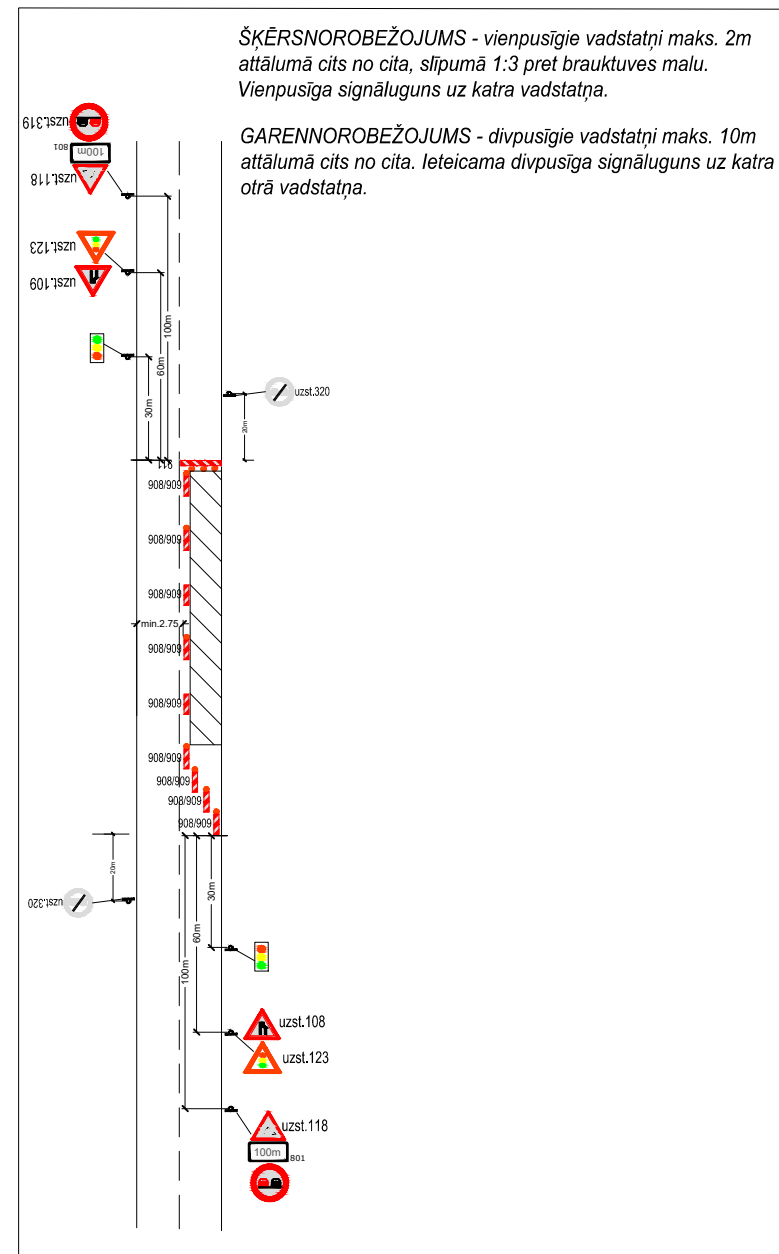 ŠĶĒRSNOROBEŽOJUMS - vienpusīgie vadstatņi maks. 2m
attālumā cits no cita, slīpumā 1:3 pret brauktuves malu.
Vienpusīga signāluguns uz katra vadstatņa.
GARENNOROBEŽOJUMS - divpusīgie vadstatņi maks. 10m
attālumā cits no cita. Ieteicama divpusīga signāluguns uz katra
otrā vadstatņa.
uzst.319
801
100m
uzst.118
uzst.123
uzst.109
100m
60m
30m
uzst.320
20m
911
908/909
908/909
908/909
min.2.75
908/909
908/909
908/909
908/909
908/909
908/909
20m
uzst.320
30m
60m
100m
uzst.108
uzst.123
uzst.118
100m
801